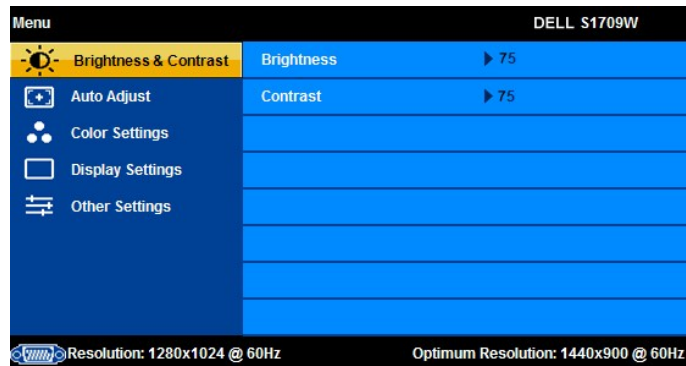 Menu DELL S1709W
Brightness & Contrast Brightness 75
Auto Adjust Contrast 75
Color Settings
Display Settings
Other Settings
Resolution: 1280x1024 @ 60Hz Optimum Resolution: 1440x900 @ 60Hz